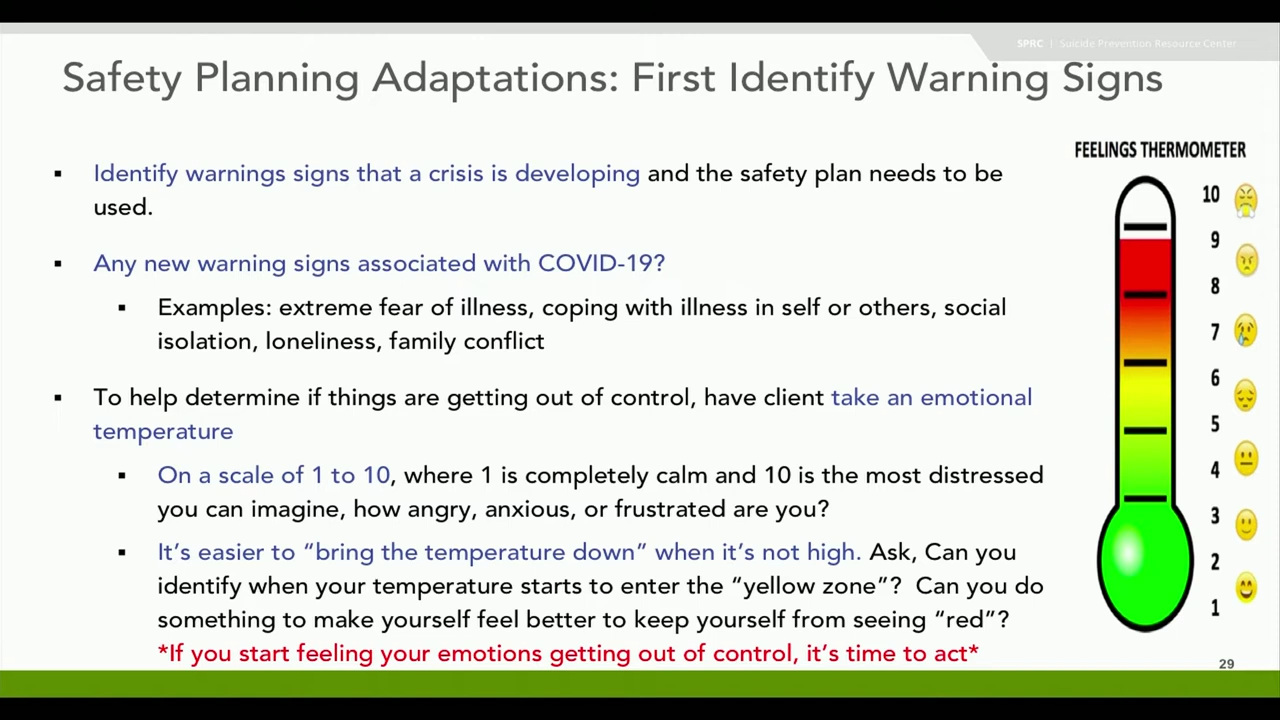 SPRC | Suicide Prevention Resource Center
Safety Planning Adaptations: First Identify Warning Signs
▪ Identify warnings signs that a crisis is developing and the safety plan needs to be
used.
▪ Any new warning signs associated with COVID-19?
▪ Examples: extreme fear of illness, coping with illness in self or others, social
isolation, loneliness, family conflict
▪ To help determine if things are getting out of control, have client take an emotional
temperature
▪ On a scale of 1 to 10, where 1 is completely calm and 10 is the most distressed
you can imagine, how angry, anxious, or frustrated are you?
▪ It’s easier to “bring the temperature down” when it’s not high. Ask, Can you
identify when your temperature starts to enter the “yellow zone”? Can you do
something to make yourself feel better to keep yourself from seeing “red”?
*If you start feeling your emotions getting out of control, it’s time to act*
FEELINGS THERMOMETER
10
9
8
7
6
5
4
3
2
1
29